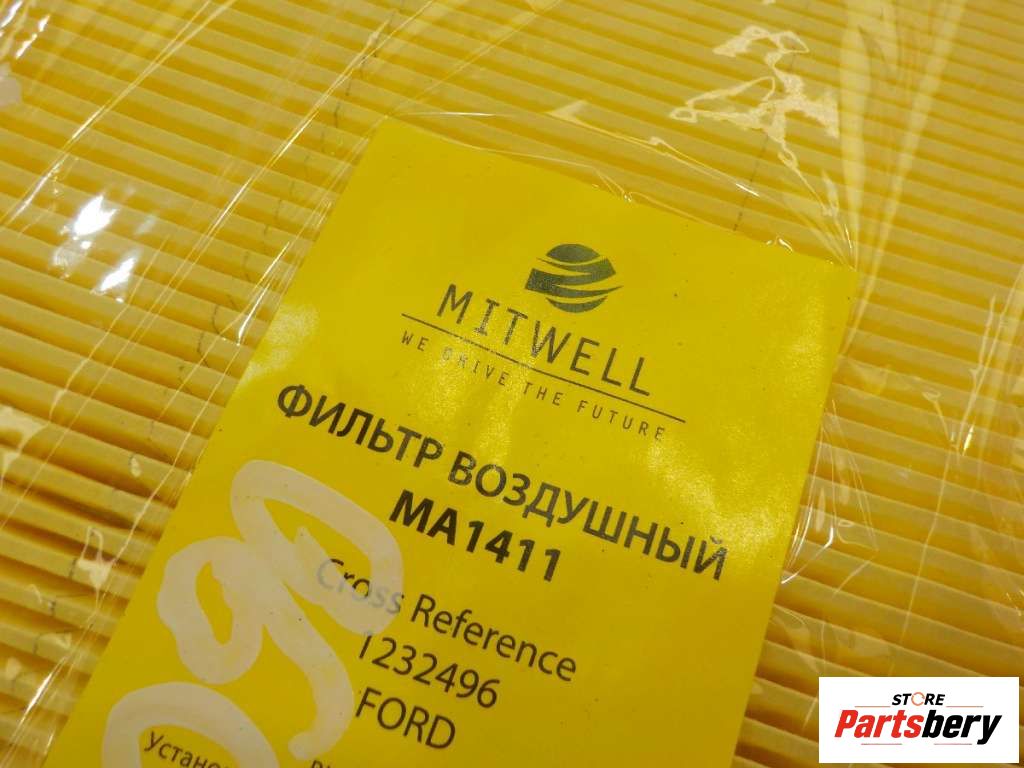 MITWELL
WE DRIVE THE FUTURE
ФИЛЬТР ВОЗДУШНЫЙ
MA1411
Cross Reference
1232496
FORD
STORE
Partsbery